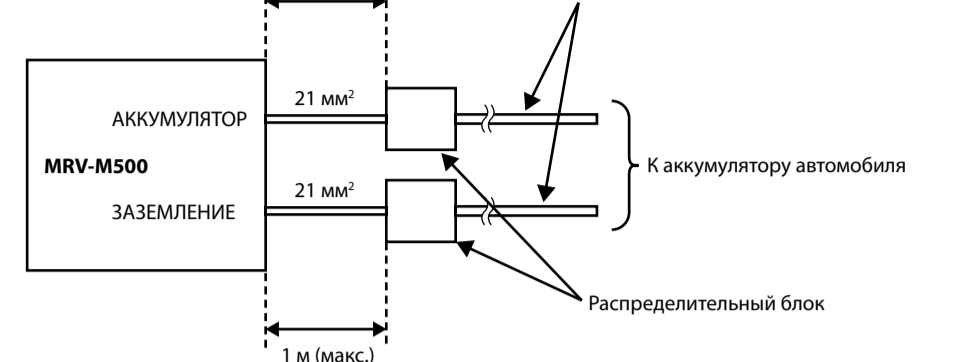 21 мм²
АККУМУЛЯТОР
MRV-M500
К аккумулятору автомобиля
21 мм²
ЗАЗЕМЛЕНИЕ
Распределительный блок
1 м (макс.)